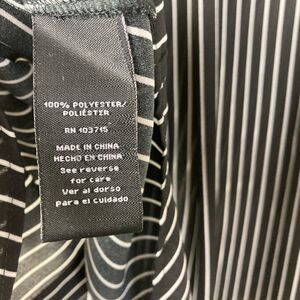 100% POLYESTER/
POLIÉSTER
RN 103715
MADE IN CHINA
HECHO EN CHINA
See reverse
for care
Ver al dorso
para el cuidado